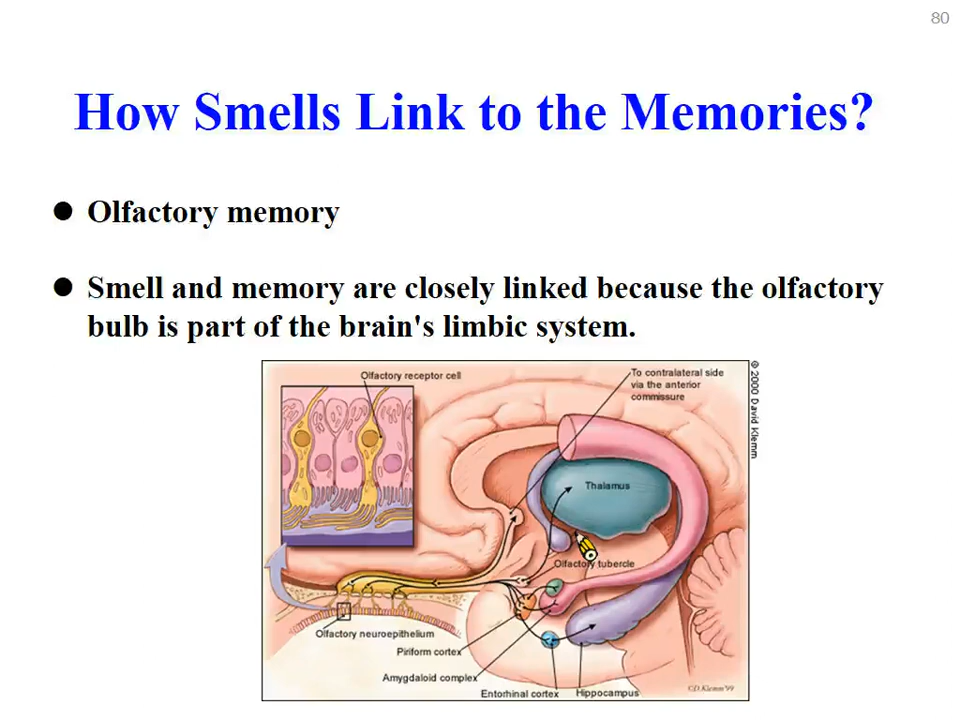 80
How Smells Link to the Memories?
Olfactory memory
Smell and memory are closely linked because the olfactory
bulb is part of the brain's limbic system.
Olfactory receptor cell
To contralateral side
via the anterior
commissure
© 2000 David Klemm
Thalamus
Olfactory tubercle
Olfactory neuroepithelium
Piriform cortex
Amygdaloid complex
Entorhinal cortex
Hippocampus
C.D.Klemm'99